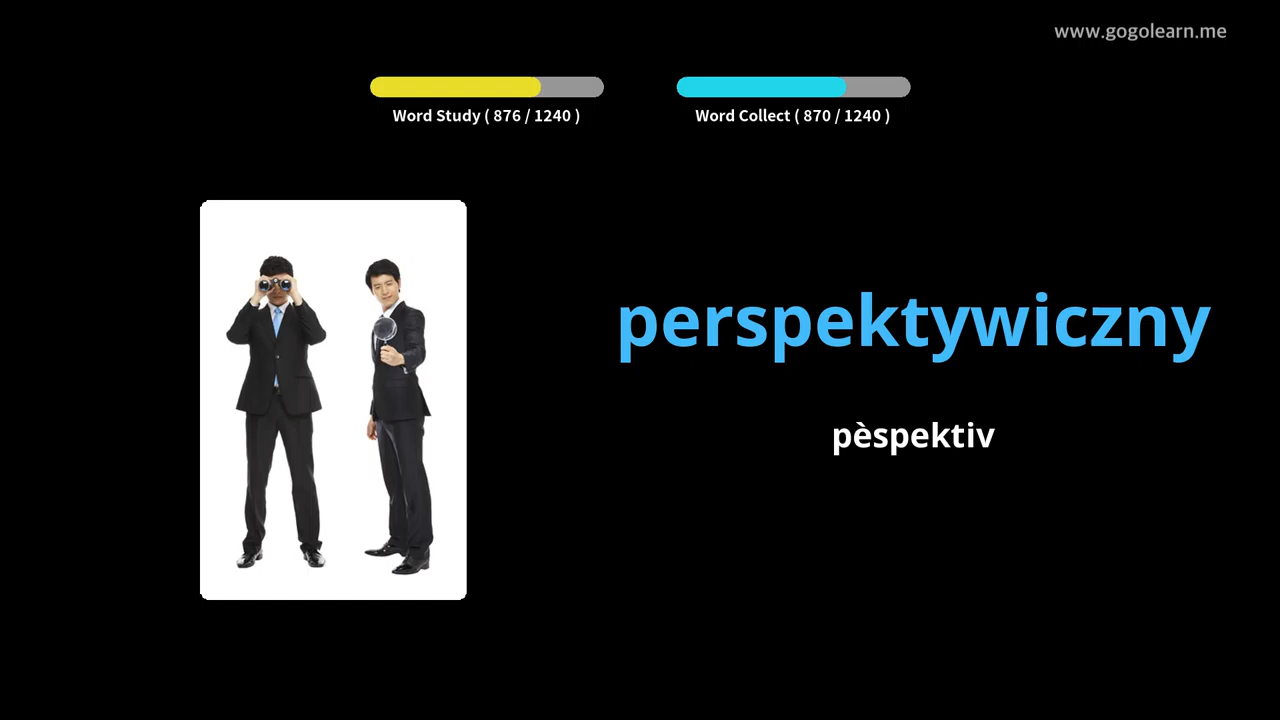 www.gogolearn.me
Word Study ( 876 / 1240 )
Word Collect ( 870 / 1240 )
perspektywiczny
pèspektiv